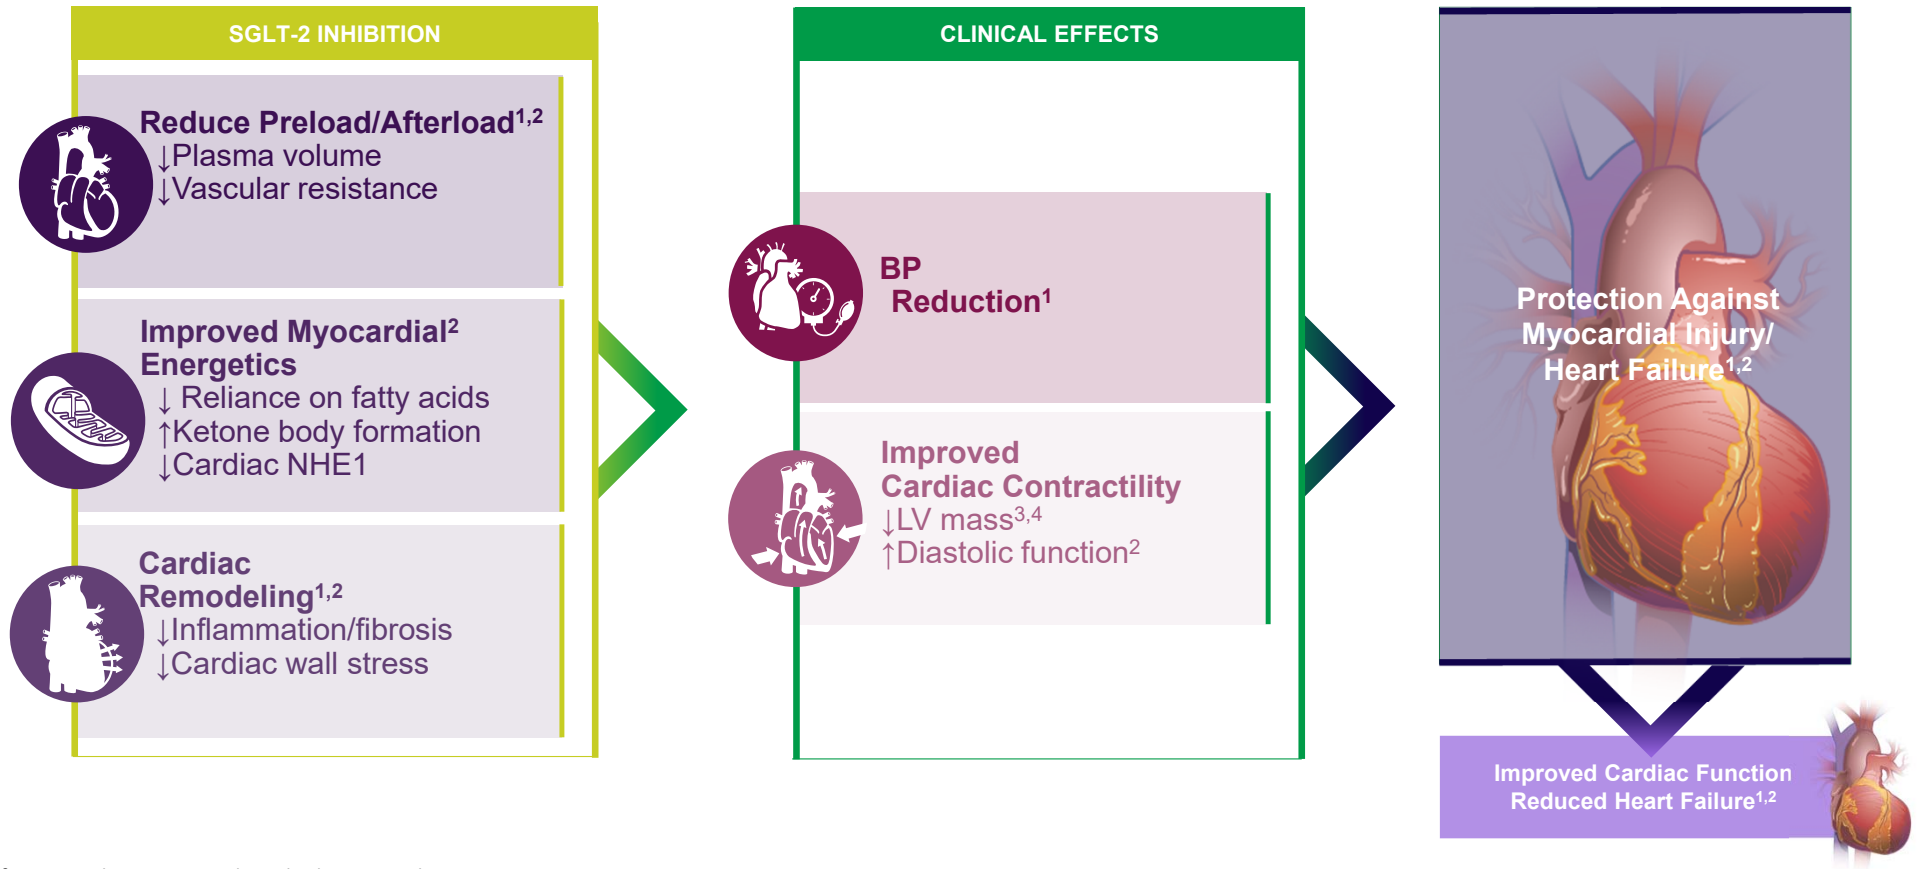 SGLT-2 INHIBITION
Reduce Preload/Afterload1,2
↓Plasma volume
↓Vascular resistance
Improved Myocardial2
Energetics
↓ Reliance on fatty acids
↑Ketone body formation
↓Cardiac NHE1
Cardiac
Remodeling1,2
↓Inflammation/fibrosis
↓Cardiac wall stress
CLINICAL EFFECTS
BP
Reduction1
Improved
Cardiac Contractility
↓LV mass3,4
↑Diastolic function2
Protection Against
Myocardial Injury/
Heart Failure1,2
Improved Cardiac Function
Reduced Heart Failure1,2